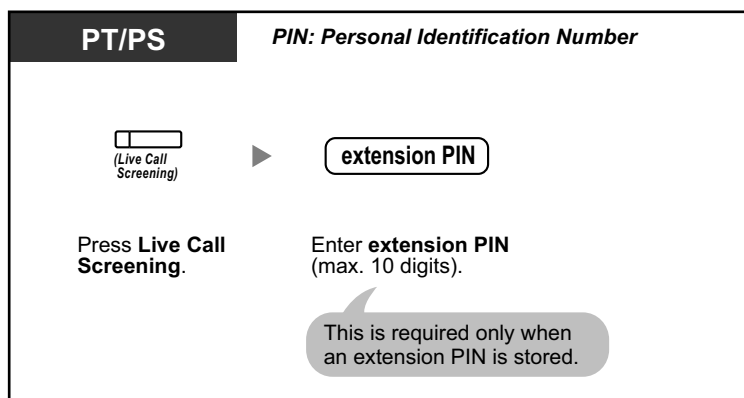 PT/PS
PIN: Personal Identification Number
(Live Call
Screening)
extension PIN
Press Live Call
Screening.
Enter extension PIN
(max. 10 digits).
This is required only when
an extension PIN is stored.